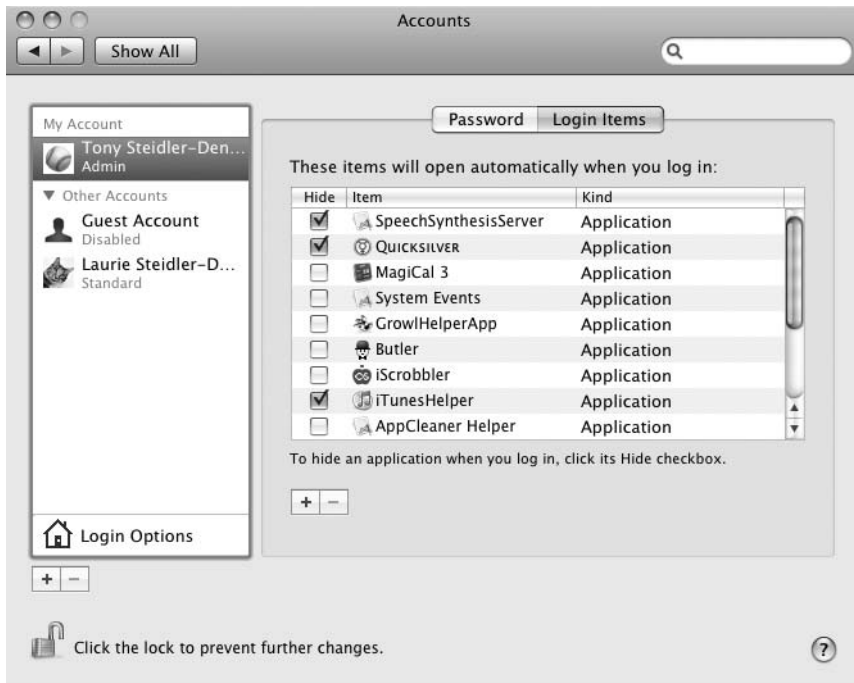 Accounts
Show All
My Account
Tony Steidler-Den...
Admin
Other Accounts
Guest Account
Disabled
Laurie Steidler-D...
Standard
Login Options
Password Login Items
These items will open automatically when you log in:
Hide Item Kind
SpeechSynthesisServer Application
QUICKSILVER Application
MagiCal 3 Application
System Events Application
GrowlHelperApp Application
Butler Application
iScrobbler Application
iTunesHelper Application
AppCleaner Helper Application
To hide an application when you log in, click its Hide checkbox.
+ −
+ −
Click the lock to prevent further changes.
?